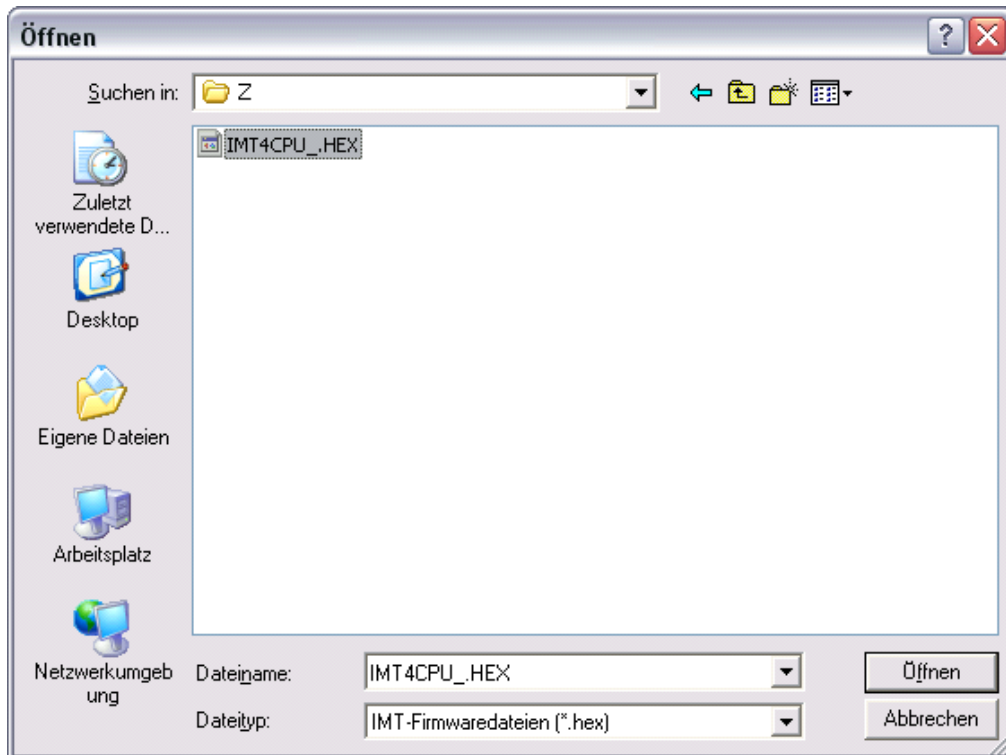 Öffnen
Suchen in:
Z
IMT4CPU_.HEX
Zuletzt
verwendete D...
Desktop
Eigene Dateien
Arbeitsplatz
Netzwerkumgeb
ung
Dateiname:
IMT4CPU_.HEX
Öffnen
Dateityp:
IMT-Firmwaredateien (*.hex)
Abbrechen